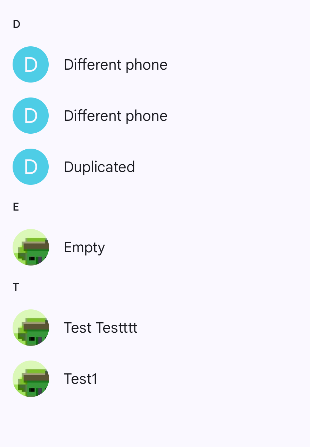 D
D Different phone
D Different phone
D Duplicated
E
Empty
T
Test Testttt
Test1